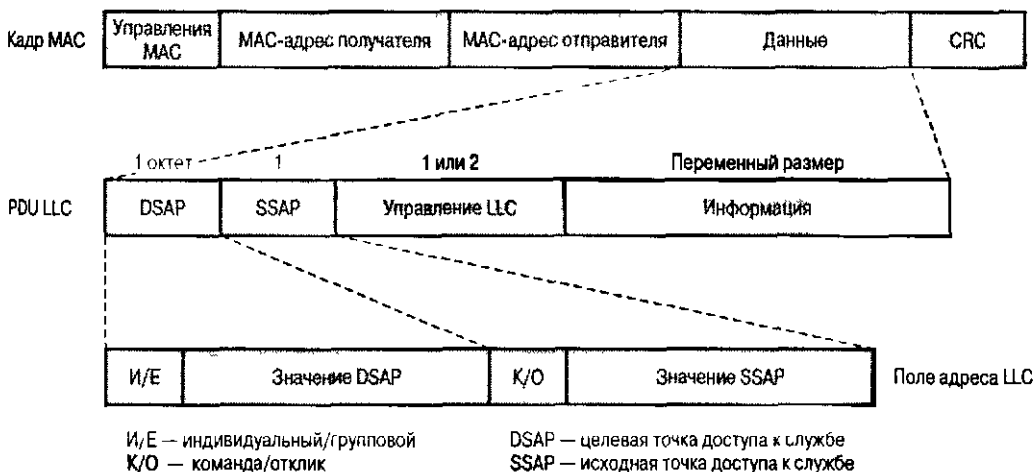 Кадр MAC
Управления MAC
MAC-адрес получателя
MAC-адрес отправителя
Данные
CRC
1 октет
1
1 или 2
Переменный размер
PDU LLC
DSAP
SSAP
Управление LLC
Информация
И/Е
Значение DSAP
К/О
Значение SSAP
Поле адреса LLC
И/Е — индивидуальный/групповой
DSAP — целевая точка доступа к службе
К/О — команда/отклик
SSAP — исходная точка доступа к службе